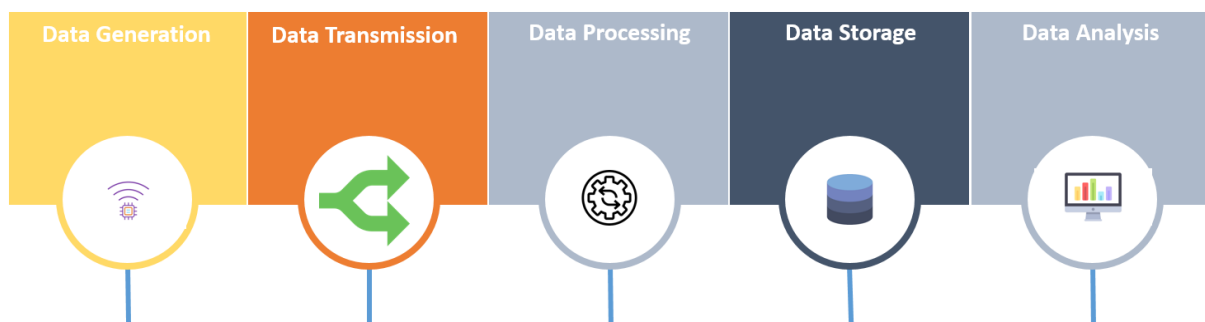 Data Generation
Data Transmission
Data Processing
Data Storage
Data Analysis